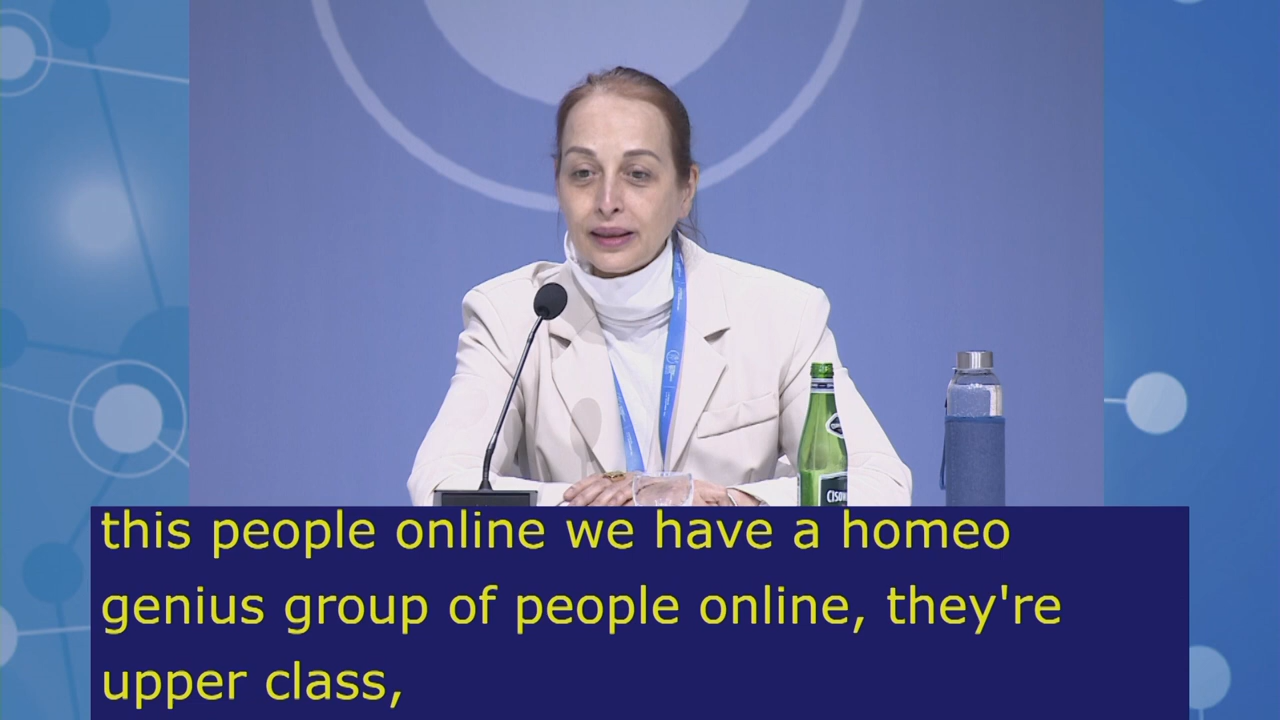 this people online we have a homeo
genius group of people online, they're
upper class,